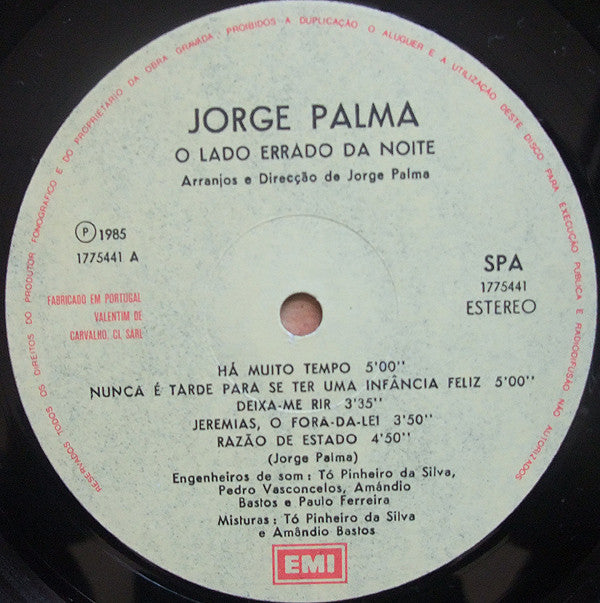 RESERVADOS TODOS OS DIREITOS DO PRODUTOR FONOGRAFICO E DO PROPRIETARIO DA OBRA GRAVADA; PROIBIDOS A DUPLICAÇÃO O ALUGUER E A UTILIZAÇÃO DESTE DISCO PARA EXECUÇÃO PUBLICA E RADIODIFUSÃO NÃO AUTORIZADOS
JORGE PALMA
O LADO ERRADO DA NOITE
Arranjos e Direcção de Jorge Palma
Ⓟ 1985
1775441 A
SPA
1775441
ESTEREO
FABRICADO EM PORTUGAL
VALENTIM DE
CARVALHO, CI, SARL
HÁ MUITO TEMPO 5'00''
NUNCA É TARDE PARA SE TER UMA INFÂNCIA FELIZ 5'00''
DEIXA-ME RIR 3'35''
JEREMIAS, O FORA-DA-LEI 3'50''
RAZÃO DE ESTADO 4'50''
(Jorge Palma)
Engenheiros de som: Tó Pinheiro da Silva,
Pedro Vasconcelos, Amândio
Bastos e Paulo Ferreira
Misturas: Tó Pinheiro da Silva
e Amândio Bastos
EMI